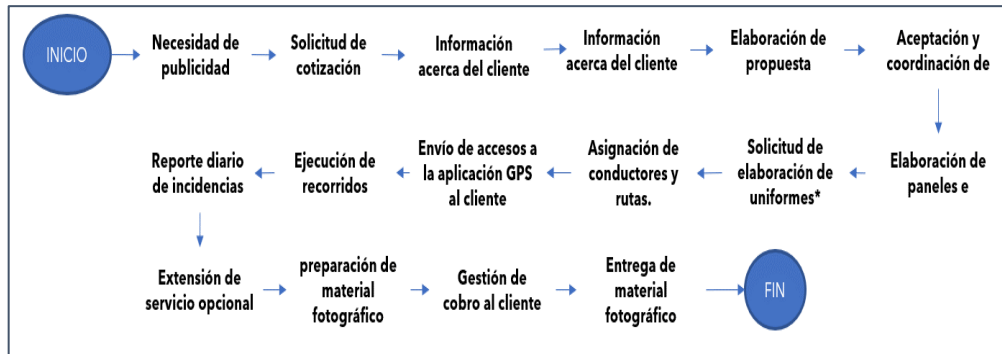 INICIO
Necesidad de
publicidad
Solicitud de
cotización
Información
acerca del cliente
Información
acerca del cliente
Elaboración de
propuesta
Aceptación y
coordinación de
Elaboración de
paneles e
Solicitud de
elaboración de
uniformes*
Asignación de
conductores y
rutas.
Envío de accesos a
la aplicación GPS
al cliente
Ejecución de
recorridos
Reporte diario
de incidencias
Extensión de
servicio opcional
preparación de
material
fotográfico
Gestión de
cobro al cliente
Entrega de
material
fotográfico
FIN